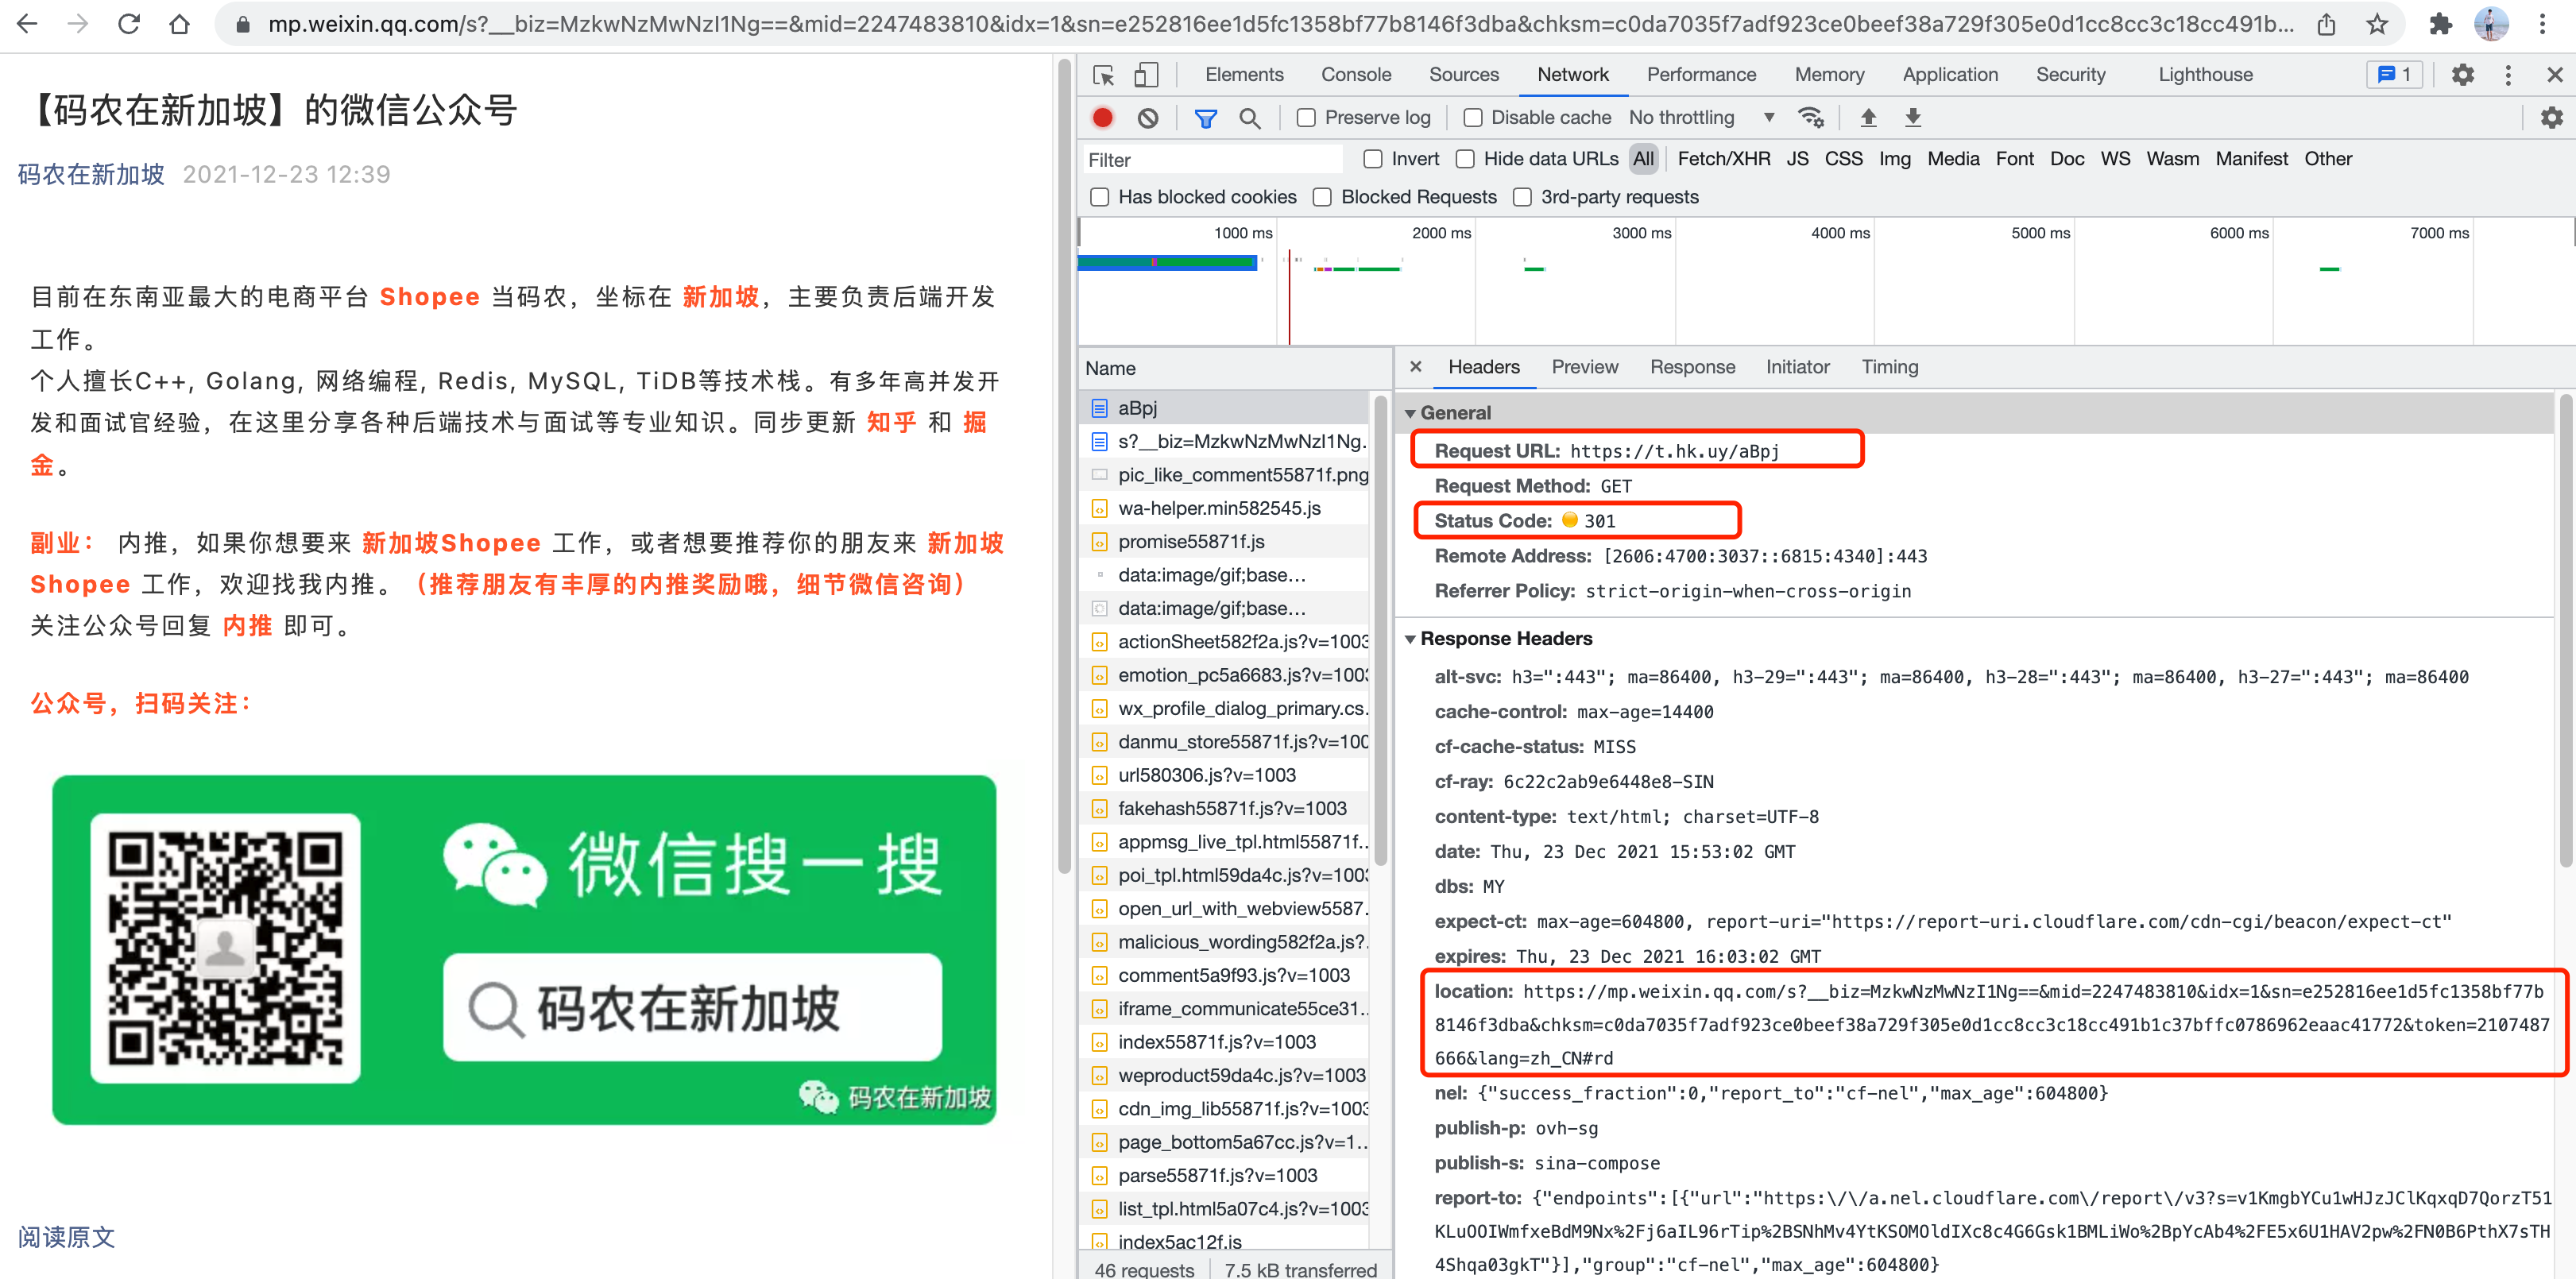 mp.weixin.qq.com/s?__biz=MzkwNzMwNzI1Ng==&mid=2247483810&idx=1&sn=e252816ee1d5fc1358bf77b8146f3dba&chksm=c0da7035f7adf923ce0beef38a729f305e0d1cc8cc3c18cc491b...
【码农在新加坡】的微信公众号
码农在新加坡 2021-12-23 12:39
目前在东南亚最大的电商平台 Shopee 当码农，坐标在 新加坡，主要负责后端开发
工作。
个人擅长C++, Golang, 网络编程, Redis, MySQL, TiDB等技术栈。有多年高并发开
发和面试官经验，在这里分享各种后端技术与面试等专业知识。同步更新 知乎 和 掘
金。
副业： 内推，如果你想要来 新加坡Shopee 工作，或者想要推荐你的朋友来 新加坡
Shopee 工作，欢迎找我内推。（推荐朋友有丰厚的内推奖励哦，细节微信咨询）
关注公众号回复 内推 即可。
公众号，扫码关注：
微信搜一搜
码农在新加坡
码农在新加坡
阅读原文
Elements Console Sources Network Performance Memory Application Security Lighthouse 1
Preserve log Disable cache No throttling
Filter Invert Hide data URLs All Fetch/XHR JS CSS Img Media Font Doc WS Wasm Manifest Other
Has blocked cookies Blocked Requests 3rd-party requests
1000 ms 2000 ms 3000 ms 4000 ms 5000 ms 6000 ms 7000 ms
Name
aBpj
s?__biz=MzkwNzMwNzI1Ng.
pic_like_comment55871f.png
wa-helper.min582545.js
promise55871f.js
data:image/gif;base…
data:image/gif;base…
actionSheet582f2a.js?v=1003
emotion_pc5a6683.js?v=1003
wx_profile_dialog_primary.cs.
danmu_store55871f.js?v=100
url580306.js?v=1003
fakehash55871f.js?v=1003
appmsg_live_tpl.html55871f..
poi_tpl.html59da4c.js?v=1003
open_url_with_webview5587.
malicious_wording582f2a.js?.
comment5a9f93.js?v=1003
iframe_communicate55ce31..
index55871f.js?v=1003
weproduct59da4c.js?v=1003
cdn_img_lib55871f.js?v=1003
page_bottom5a67cc.js?v=1..
parse55871f.js?v=1003
list_tpl.html5a07c4.js?v=1003
index5ac12f.js
46 requests 7.5 kB transferred
Headers Preview Response Initiator Timing
General
Request URL: https://t.hk.uy/aBpj
Request Method: GET
Status Code: 301
Remote Address: [2606:4700:3037::6815:4340]:443
Referrer Policy: strict-origin-when-cross-origin
Response Headers
alt-svc: h3=":443"; ma=86400, h3-29=":443"; ma=86400, h3-28=":443"; ma=86400, h3-27=":443"; ma=86400
cache-control: max-age=14400
cf-cache-status: MISS
cf-ray: 6c22c2ab9e6448e8-SIN
content-type: text/html; charset=UTF-8
date: Thu, 23 Dec 2021 15:53:02 GMT
dbs: MY
expect-ct: max-age=604800, report-uri="https://report-uri.cloudflare.com/cdn-cgi/beacon/expect-ct"
expires: Thu, 23 Dec 2021 16:03:02 GMT
location: https://mp.weixin.qq.com/s?__biz=MzkwNzMwNzI1Ng==&mid=2247483810&idx=1&sn=e252816ee1d5fc1358bf77b
8146f3dba&chksm=c0da7035f7adf923ce0beef38a729f305e0d1cc8cc3c18cc491b1c37bffc0786962eaac41772&token=2107487
666&lang=zh_CN#rd
nel: {"success_fraction":0,"report_to":"cf-nel","max_age":604800}
publish-p: ovh-sg
publish-s: sina-compose
report-to: {"endpoints":[{"url":"https:\/\/a.nel.cloudflare.com\/report\/v3?s=v1KmgbYCu1wHJzJClKqxqD7QorzT51
KLuOOIWmfxeBdM9Nx%2Fj6aIL96rTip%2BSNhMv4YtKSOMOldIXc8c4G6Gsk1BMLiWo%2BpYcAb4%2FE5x6U1HAV2pw%2FN0B6PthX7sTH
4Shqa03gkT"}],"group":"cf-nel","max_age":604800}